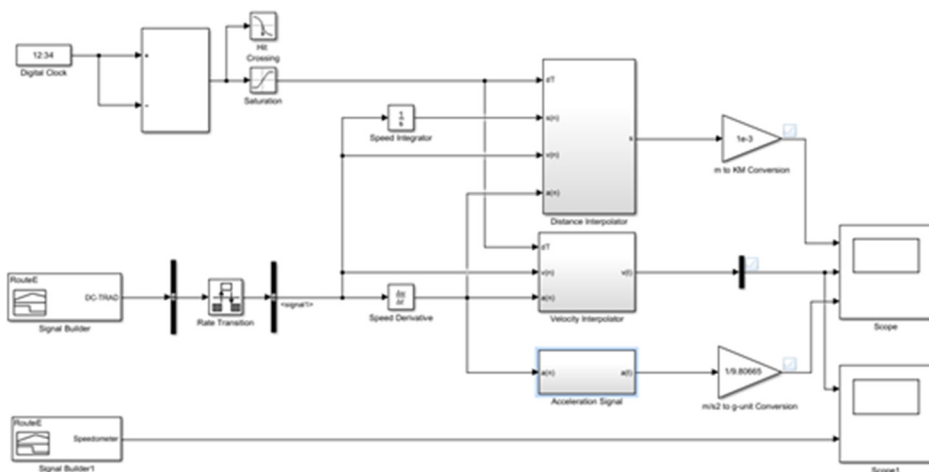 12:34
Digital Clock
+
-
Hit
Crossing
Saturation
dT
s(n)
v(n)
a(n)
s
Distance Interpolator
1
s
Speed Integrator
1e-3
m to KM Conversion
RouteE
DC-TRAD
Signal Builder
Rate Transition
<signal1>
Δu
Δt
Speed Derivative
dT
v(n)
a(n)
v(t)
Velocity Interpolator
Scope
a(n)
a(t)
Acceleration Signal
1/9.80665
m/s2 to g-unit Conversion
RouteE
Speedometer
Signal Builder1
Scope1